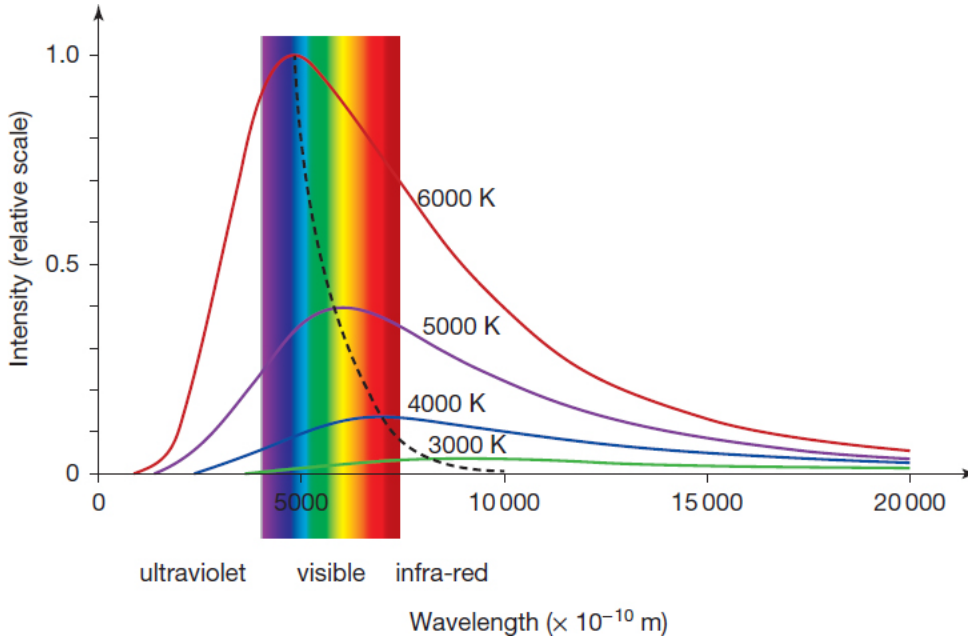 Intensity (relative scale)
1.0
0.5
0
6000 K
5000 K
4000 K
3000 K
0 5000 10 000 15 000 20 000
ultraviolet visible infra-red
Wavelength (× 10⁻¹⁰ m)